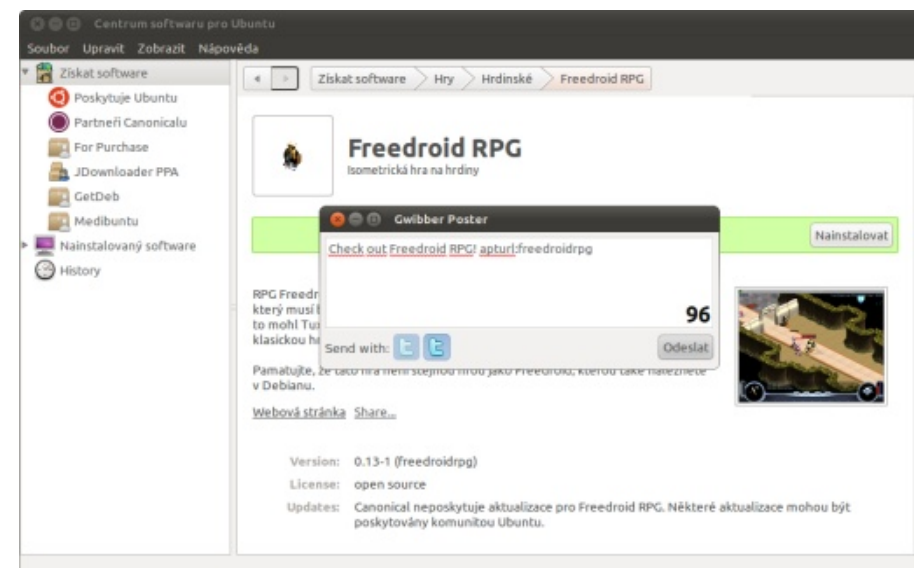 Centrum softwaru pro Ubuntu
Soubor Upravit Zobrazit Nápověda
Získat software
Poskytuje Ubuntu
Partneři Canonicalu
For Purchase
JDownloader PPA
GetDeb
Medibuntu
Nainstalovaný software
History
Získat software Hry Hrdinské Freedroid RPG
Freedroid RPG
Isometrická hra na hrdiny
Nainstalovat
Gwibber Poster
Check out Freedroid RPG! apturl:freedroidrpg
96
Send with:
Odeslat
RPG
který musí
to mohl
klasickou
Pamatujte, že tato hra není stejnou hrou jako Freedroid, kterou také naleznete
v Debianu.
Webová stránka Share...
Version: 0.13-1 (freedroidrpg)
License: open source
Updates: Canonical neposkytuje aktualizace pro Freedroid RPG. Některé aktualizace mohou být
poskytovány komunitou Ubuntu.